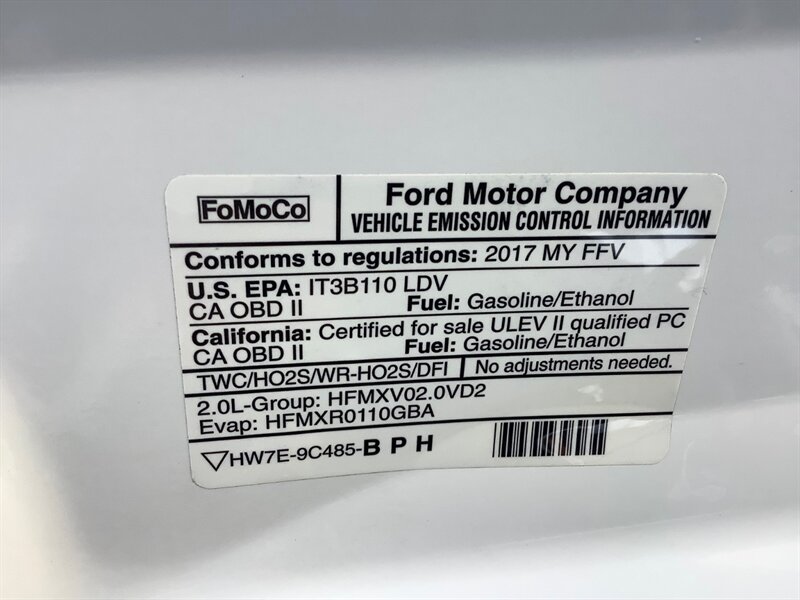 FoMoCo
Ford Motor Company
VEHICLE EMISSION CONTROL INFORMATION
Conforms to regulations: 2017 MY FFV
U.S. EPA: IT3B110 LDV
CA OBD II Fuel: Gasoline/Ethanol
California: Certified for sale ULEV II qualified PC
CA OBD II Fuel: Gasoline/Ethanol
TWC/HO2S/WR-HO2S/DFI No adjustments needed.
2.0L-Group: HFMXV02.0VD2
Evap: HFMXR0110GBA
HW7E-9C485-B P H